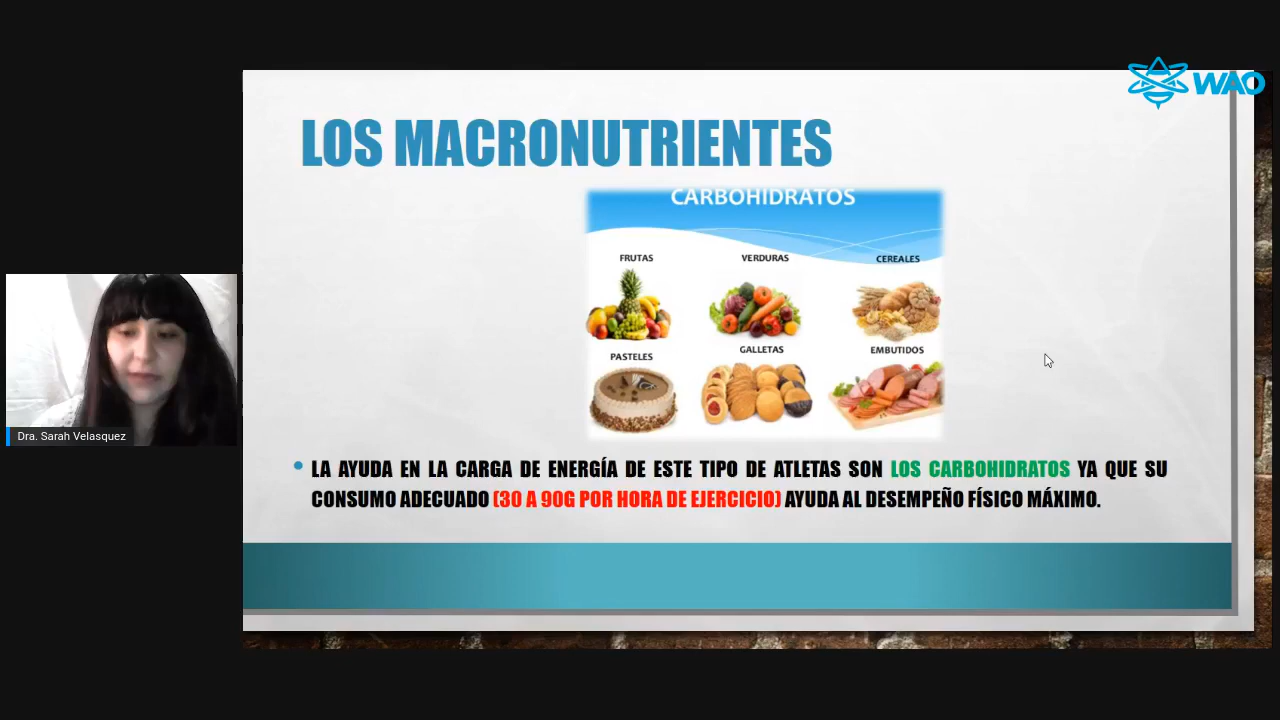 WAO
LOS MACRONUTRIENTES
CARBOHIDRATOS
FRUTAS VERDURAS CEREALES
PASTELES GALLETAS EMBUTIDOS
Dra. Sarah Velasquez
• LA AYUDA EN LA CARGA DE ENERGÍA DE ESTE TIPO DE ATLETAS SON LOS CARBOHIDRATOS YA QUE SU
CONSUMO ADECUADO (30 A 90G POR HORA DE EJERCICIO) AYUDA AL DESEMPEÑO FÍSICO MÁXIMO.